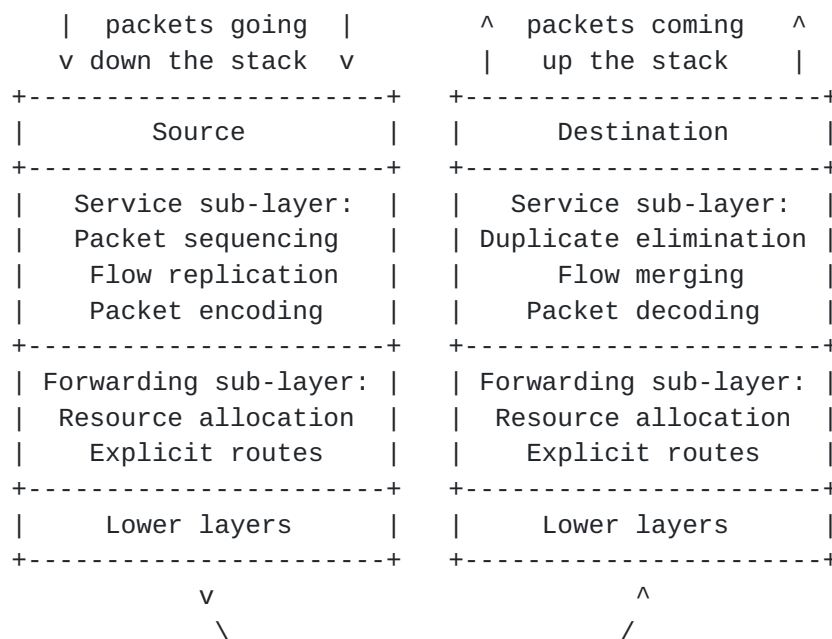 |  packets going  |        ^  packets coming   ^
   v down the stack  v        |   up the stack    |
+-----------------------+   +-----------------------+
|        Source         |   |      Destination      |
+-----------------------+   +-----------------------+
|   Service sub-layer:  |   |   Service sub-layer:  |
|   Packet sequencing   |   | Duplicate elimination |
|    Flow replication   |   |      Flow merging     |
|    Packet encoding    |   |    Packet decoding    |
+-----------------------+   +-----------------------+
| Forwarding sub-layer: |   | Forwarding sub-layer: |
|  Resource allocation  |   |  Resource allocation  |
|    Explicit routes    |   |    Explicit routes    |
+-----------------------+   +-----------------------+
|     Lower layers      |   |     Lower layers      |
+-----------------------+   +-----------------------+
            v                           ^
             \                         /